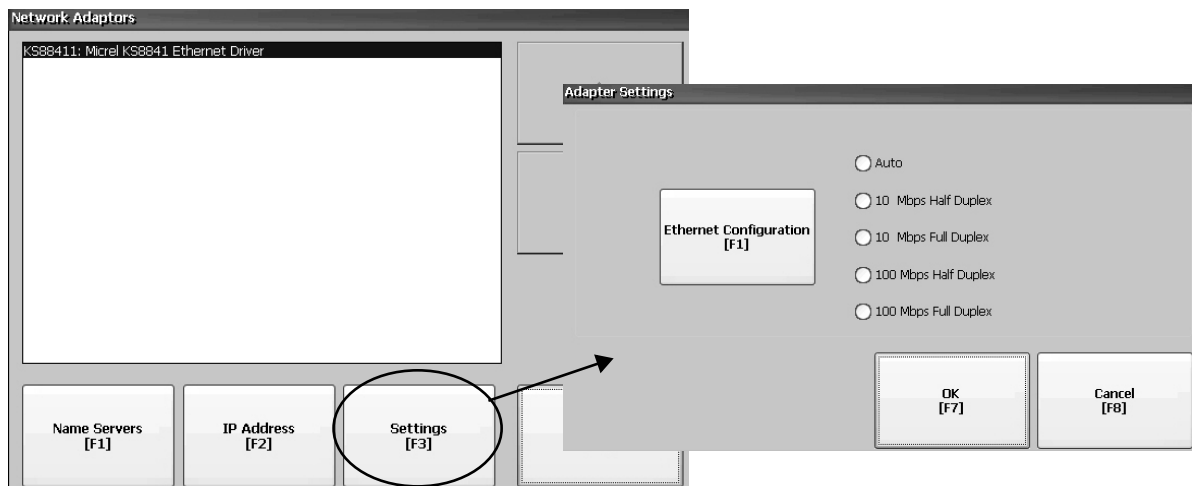 Network Adaptors
KS88411: Micrel KS8841 Ethernet Driver
Name Servers
[F1]
IP Address
[F2]
Settings
[F3]
Adapter Settings
Ethernet Configuration
[F1]
Auto
10 Mbps Half Duplex
10 Mbps Full Duplex
100 Mbps Half Duplex
100 Mbps Full Duplex
OK
[F7]
Cancel
[F8]